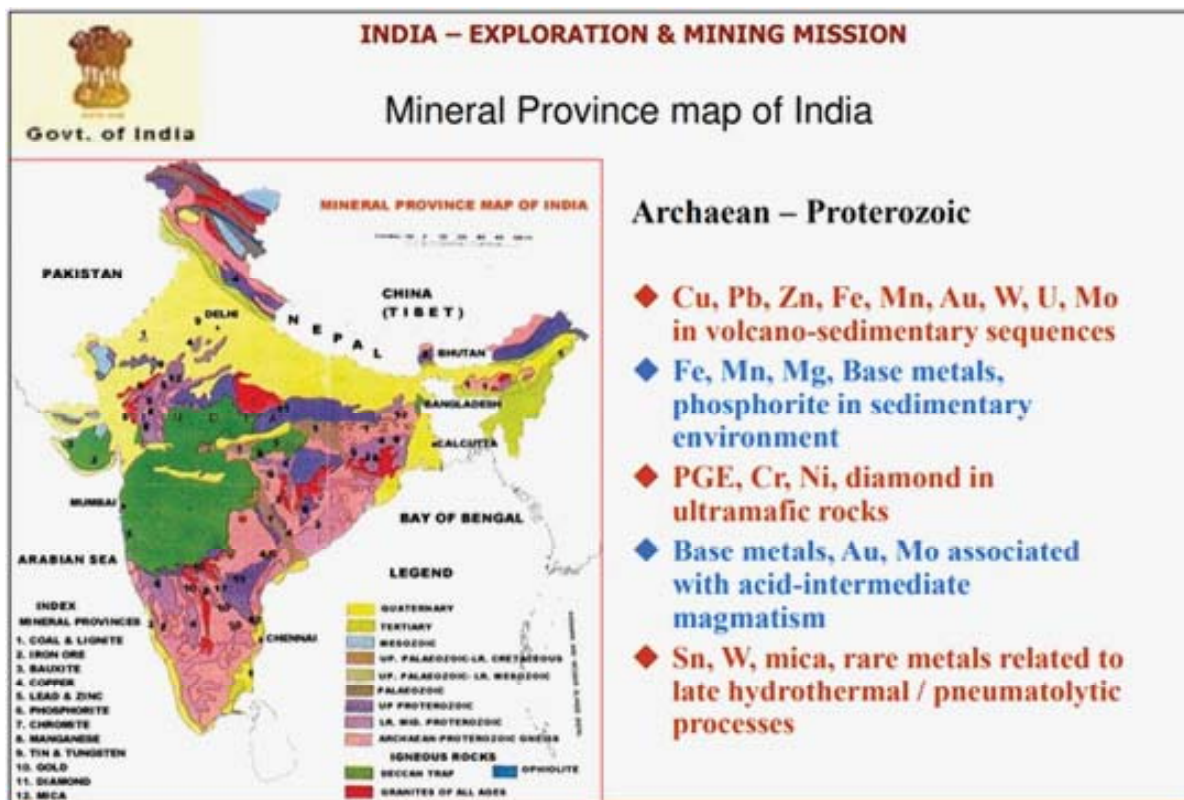 INDIA – EXPLORATION & MINING MISSION
Govt. of India
Mineral Province map of India
MINERAL PROVINCE MAP OF INDIA
PAKISTAN
CHINA
(TIBET)
DELHI
NEPAL
BHUTAN
BANGLADESH
CALCUTTA
MUMBAI
BAY OF BENGAL
ARABIAN SEA
CHENNAI
INDEX
MINERAL PROVINCES
1. COAL & LIGNITE
2. IRON ORE
3. BAUXITE
4. COPPER
5. LEAD & ZINC
6. PHOSPHORITE
7. CHROMITE
8. MANGANESE
9. TIN & TUNGSTEN
10. GOLD
11. DIAMOND
12. MICA
LEGEND
QUATERNARY
TERTIARY
MESOZOIC
UP. PALAEOZOIC-LR. CRETACEOUS
UP. PALAEOZOIC- LR. MESOZOIC
PALAEOZOIC
UP PROTEROZOIC
LR. MID. PROTEROZOIC
ARCHAEAN-PROTEROZOIC GNEISS
IGNEOUS ROCKS
DECCAN TRAP
OPHIOLITE
GRANITES OF ALL AGES
Archaean – Proterozoic
Cu, Pb, Zn, Fe, Mn, Au, W, U, Mo
in volcano-sedimentary sequences
Fe, Mn, Mg, Base metals,
phosphorite in sedimentary
environment
PGE, Cr, Ni, diamond in
ultramafic rocks
Base metals, Au, Mo associated
with acid-intermediate
magmatism
Sn, W, mica, rare metals related to
late hydrothermal / pneumatolytic
processes